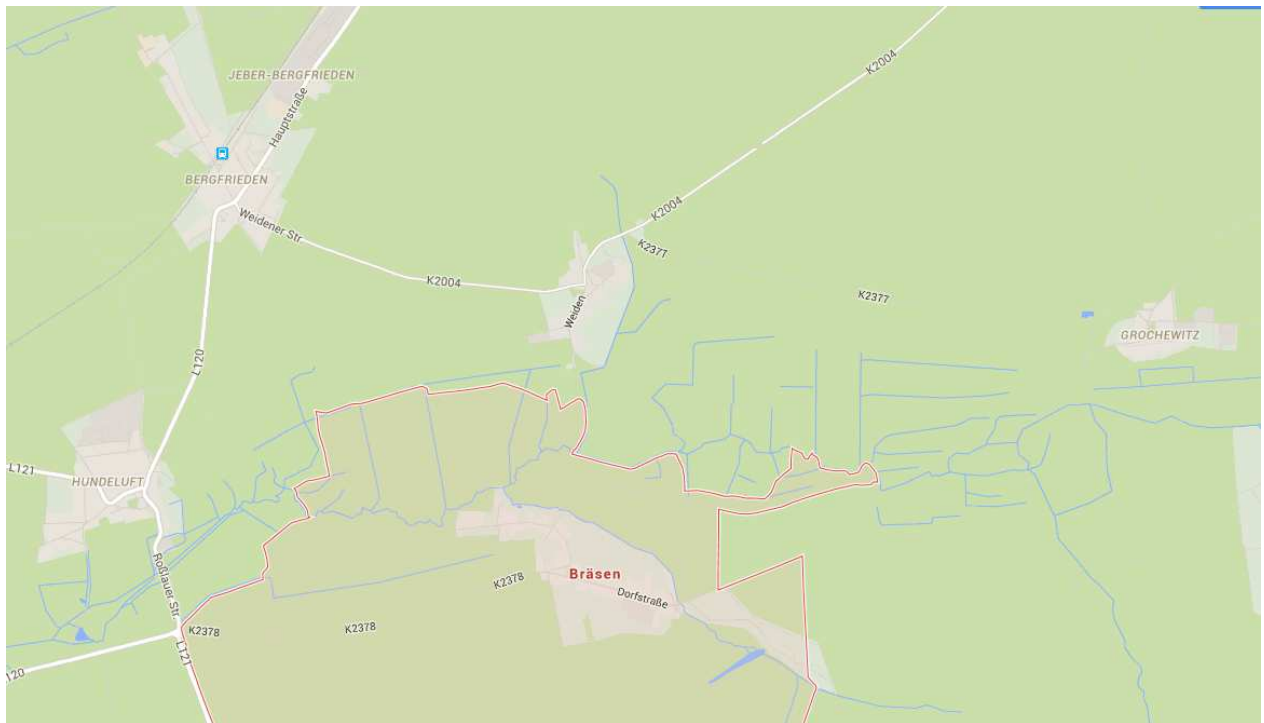 K2004
JEBER-BERGFRIEDEN
Hauptstraße
BERGFRIEDEN
K2004
Weidener Str.
K2377
K2004
K2377
Weiden
GROCHEWITZ
L120
L121
HUNDELUFT
Bräsen
K2378
Dorfstraße
Roßlauer Str.
K2378
K2378
L121
120